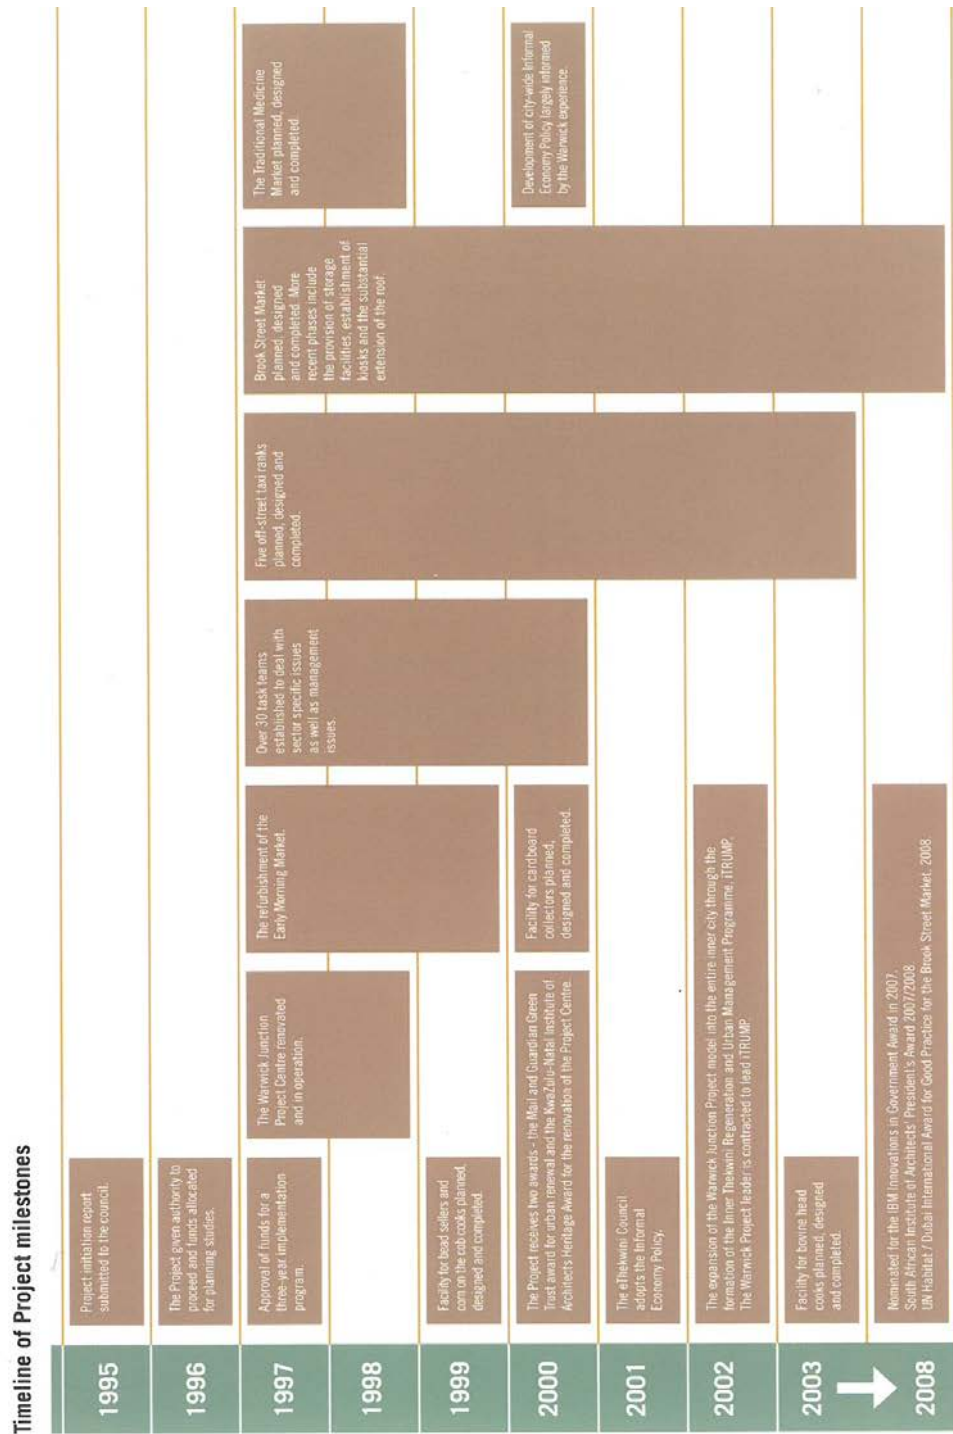 Timeline of Project milestones
1995
Project initiation report
submitted to the council.
1996
The Project given authority to
proceed and funds allocated
for planning studies.
1997
Approval of funds for a
three-year implementation
program.
The Warwick Junction
Project Centre renovated
and in operation.
The refurbishment of the
Early Morning Market.
Over 30 task teams
established to deal with
sector specific issues
as well as management
issues.
Five off-street taxi ranks
planned, designed and
completed.
Brook Street Market
planned, designed
and completed. More
recent phases include
the provision of storage
facilities, establishment of
kiosks and the substantial
extension of the roof.
The Traditional Medicine
Market planned, designed
and completed.
1998
1999
Facility for bead sellers and
corn on the cob cooks planned,
designed and completed.
2000
The Project receives two awards - the Mail and Guardian Green
Trust award for urban renewal and the KwaZulu-Natal Institute of
Architects Heritage Award for the renovation of the Project Centre.
Facility for cardboard
collectors planned,
designed and completed.
Development of city-wide Informal
Economy Policy largely informed
by the Warwick experience.
2001
The eThekwini Council
adopts the Informal
Economy Policy.
2002
The expansion of the Warwick Junction Project model into the entire inner city through the
formation of the Inner Thekwini Regeneration and Urban Management Programme, iTRUMP.
The Warwick Project leader is contracted to lead iTRUMP
2003
Facility for bovine head
cooks planned, designed
and completed.
2008
Nominated for the IBM Innovations in Government Award in 2007.
South African Institute of Architects' President's Award 2007/2008
UN Habitat / Dubai International Award for Good Practice for the Brook Street Market, 2008.